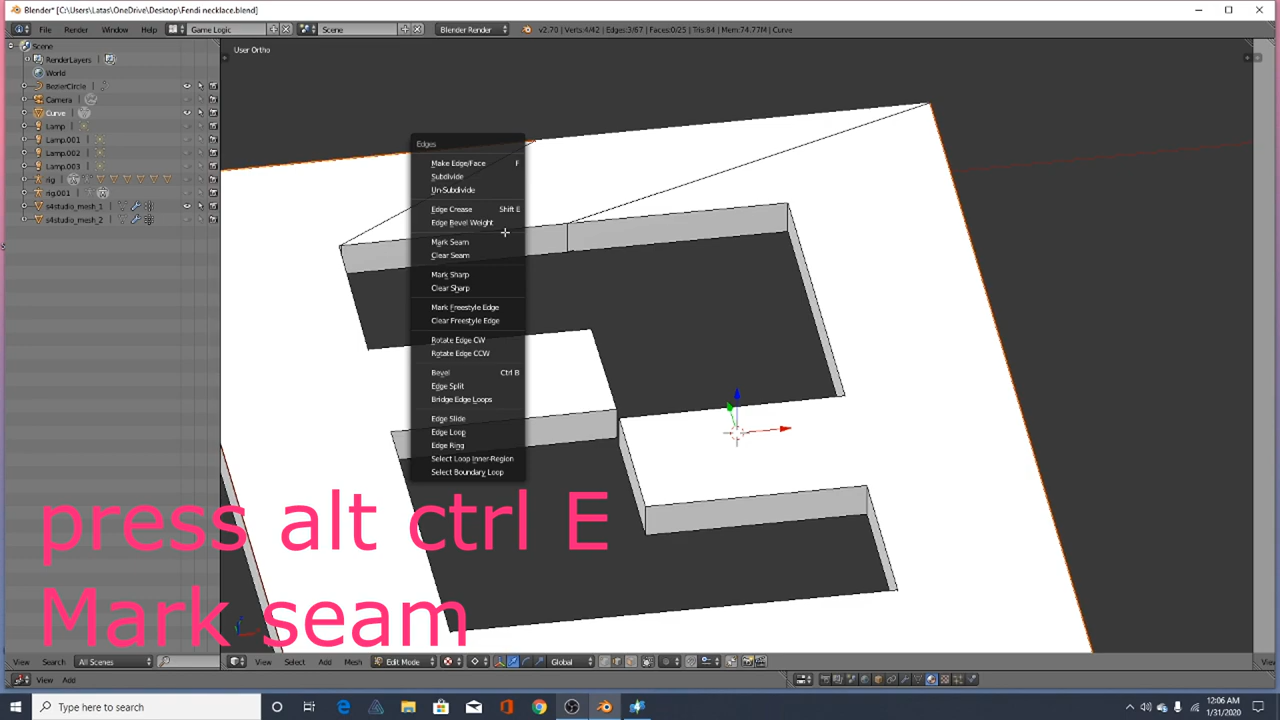 Blender* [C:\Users\Latas\OneDrive\Desktop\Fendi necklace.blend]
File Render Window Help Game Logic Scene Blender Render v2.70 | Verts:4/42 | Edges:3/67 | Faces:0/25 | Tris:84 | Mem:74.77M | Curve
Scene
User Ortho
RenderLayers
World
BezierCircle
Camera
Curve
Lamp
Lamp.001
Lamp.002
Lamp.003
rig
rig.001
s4studio_mesh_1
s4studio_mesh_2
Edges
Make Edge/Face F
Subdivide
Un-Subdivide
Edge Crease Shift E
Edge Bevel Weight
Mark Seam
Clear Seam
Mark Sharp
Clear Sharp
Mark Freestyle Edge
Clear Freestyle Edge
Rotate Edge CW
Rotate Edge CCW
Bevel Ctrl B
Edge Split
Bridge Edge Loops
Edge Slide
Edge Loop
Edge Ring
Select Loop Inner-Region
Select Boundary Loop
press alt ctrl E
Mark seam
View Search All Scenes View Select Add Mesh Edit Mode Global
View Add
Type here to search
12:06 AM
1/31/2020